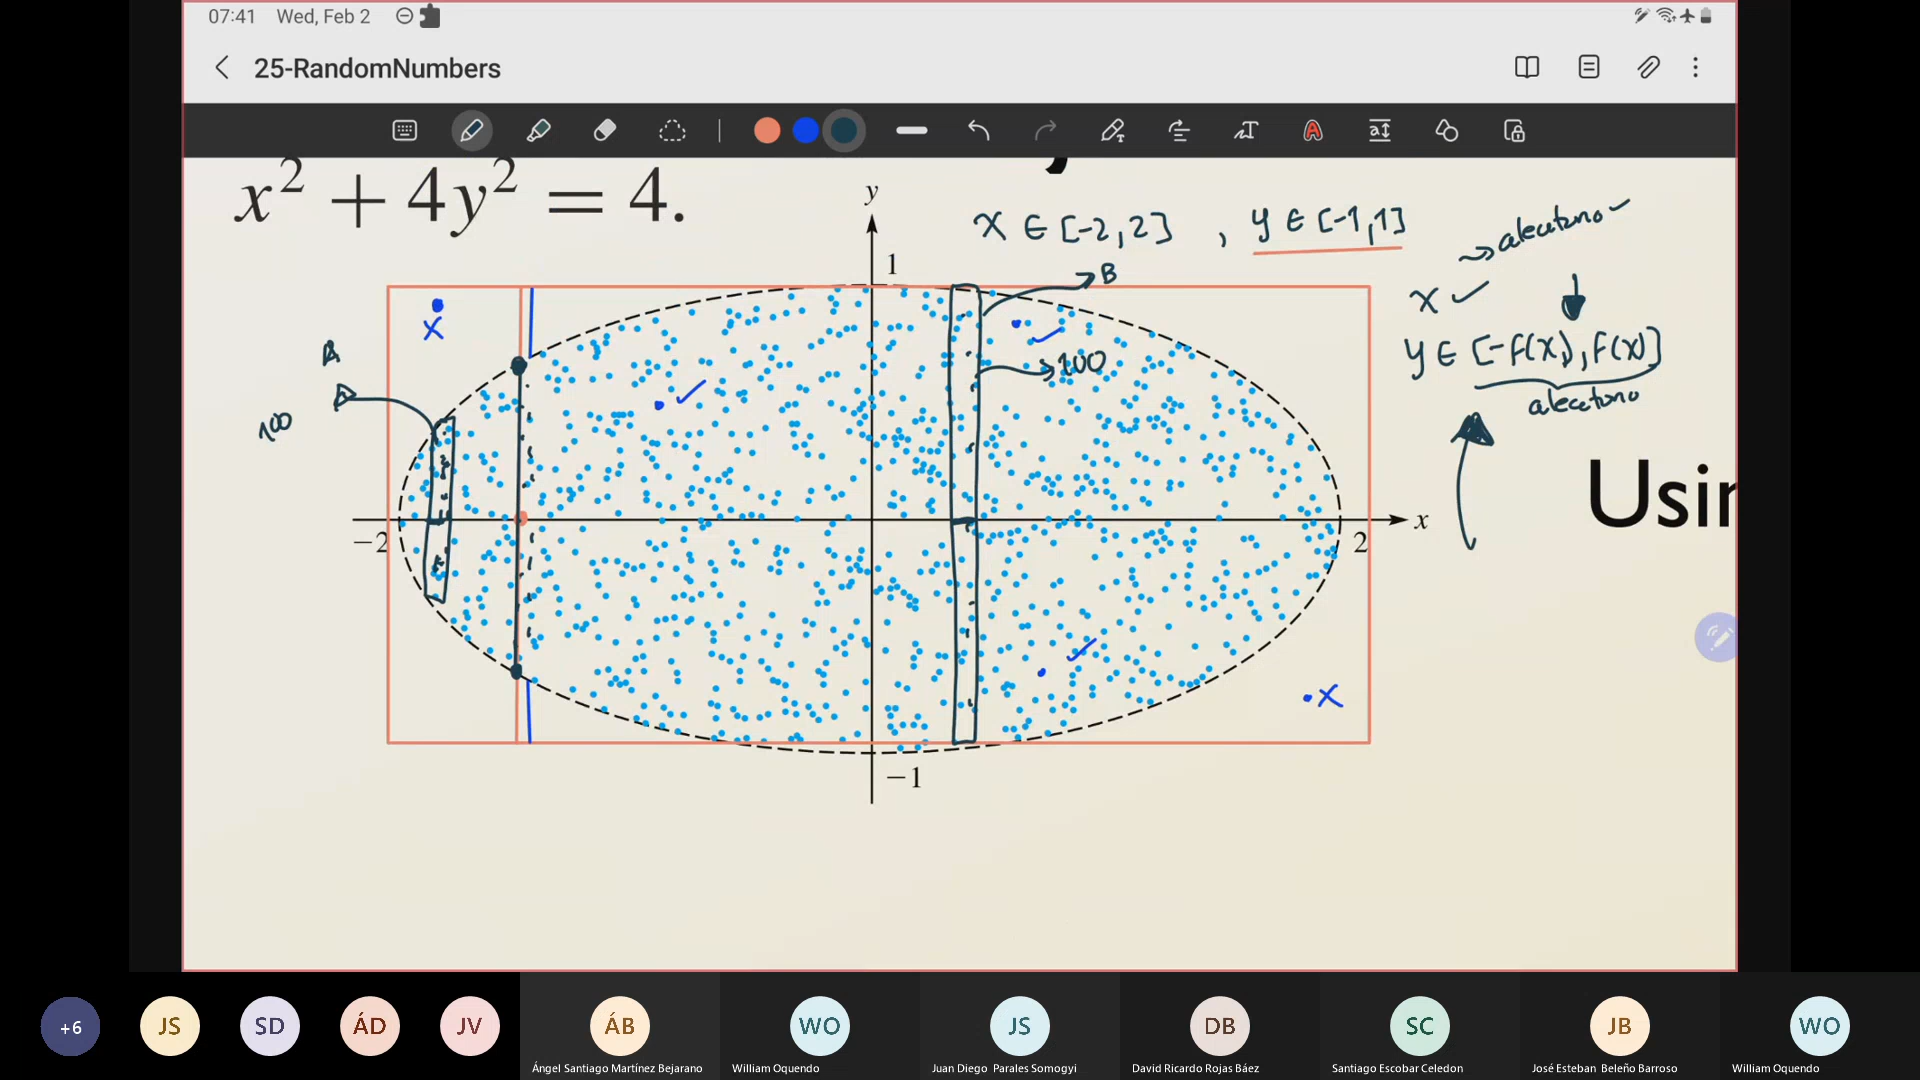 07:41 Wed, Feb 2
25-RandomNumbers
x² + 4y² = 4.
y
x ∈ [-2,2] , y ∈ [-1,1]
aleatorio
1
B
x
x
y ∈ [-f(x), f(x)]
A
100
aleatorio
100
Usin
-2
2
x
x
-1
+6
JS
SD
ÁD
JV
ÁB
WO
JS
DB
SC
JB
WO
Ángel Santiago Martínez Bejarano
William Oquendo
Juan Diego Parales Somogyi
David Ricardo Rojas Báez
Santiago Escobar Celedon
José Esteban Beleño Barroso
William Oquendo